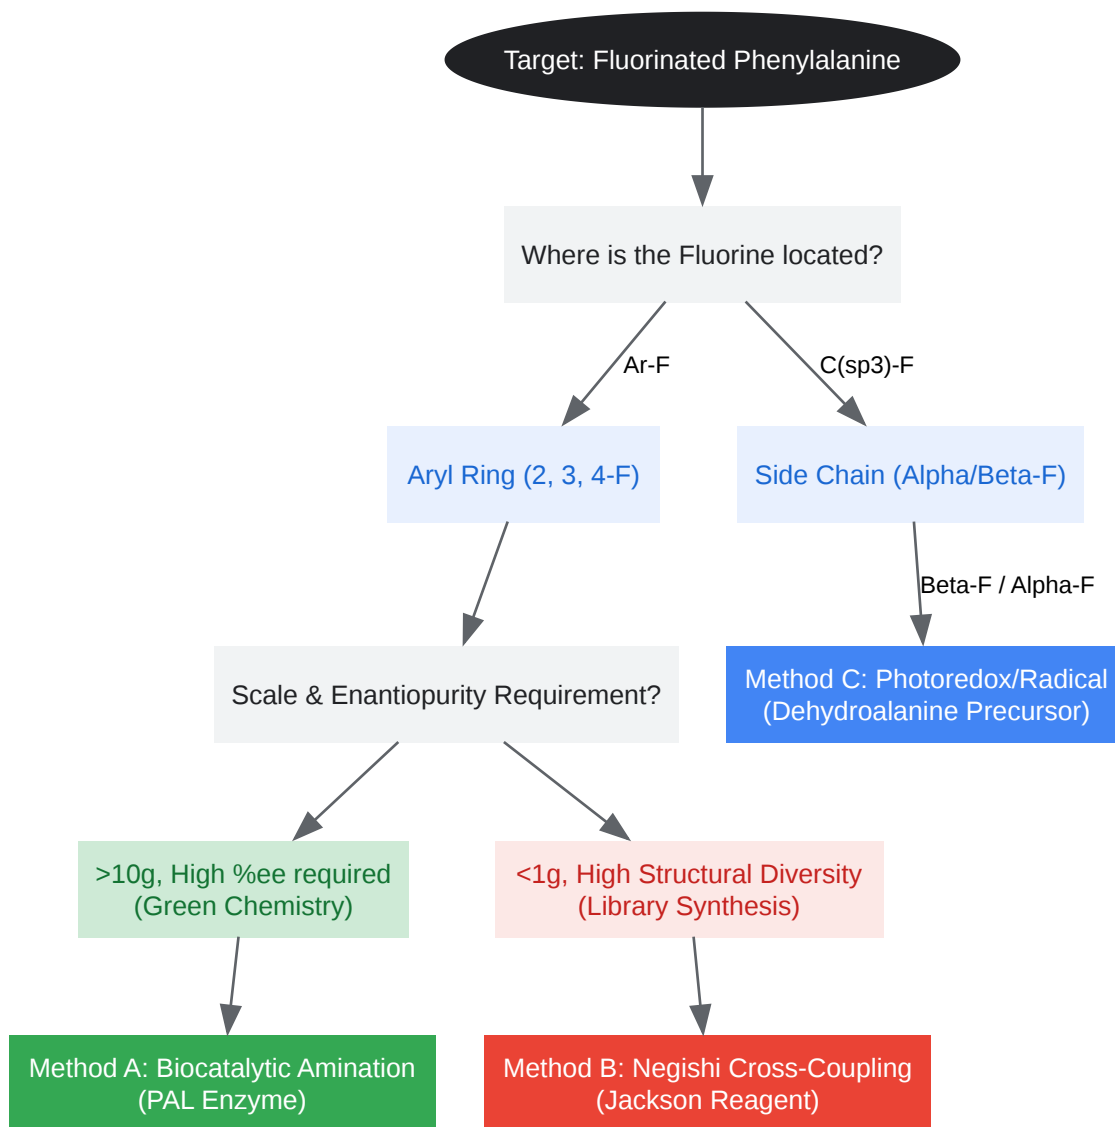 Target: Fluorinated Phenylalanine
Where is the Fluorine located?
Ar-F
C(sp3)-F
Aryl Ring (2, 3, 4-F)
Side Chain (Alpha/Beta-F)
Beta-F / Alpha-F
Scale & Enantiopurity Requirement?
Method C: Photoredox/Radical
(Dehydroalanine Precursor)
>10g, High %ee required
(Green Chemistry)
<1g, High Structural Diversity
(Library Synthesis)
Method A: Biocatalytic Amination
(PAL Enzyme)
Method B: Negishi Cross-Coupling
(Jackson Reagent)